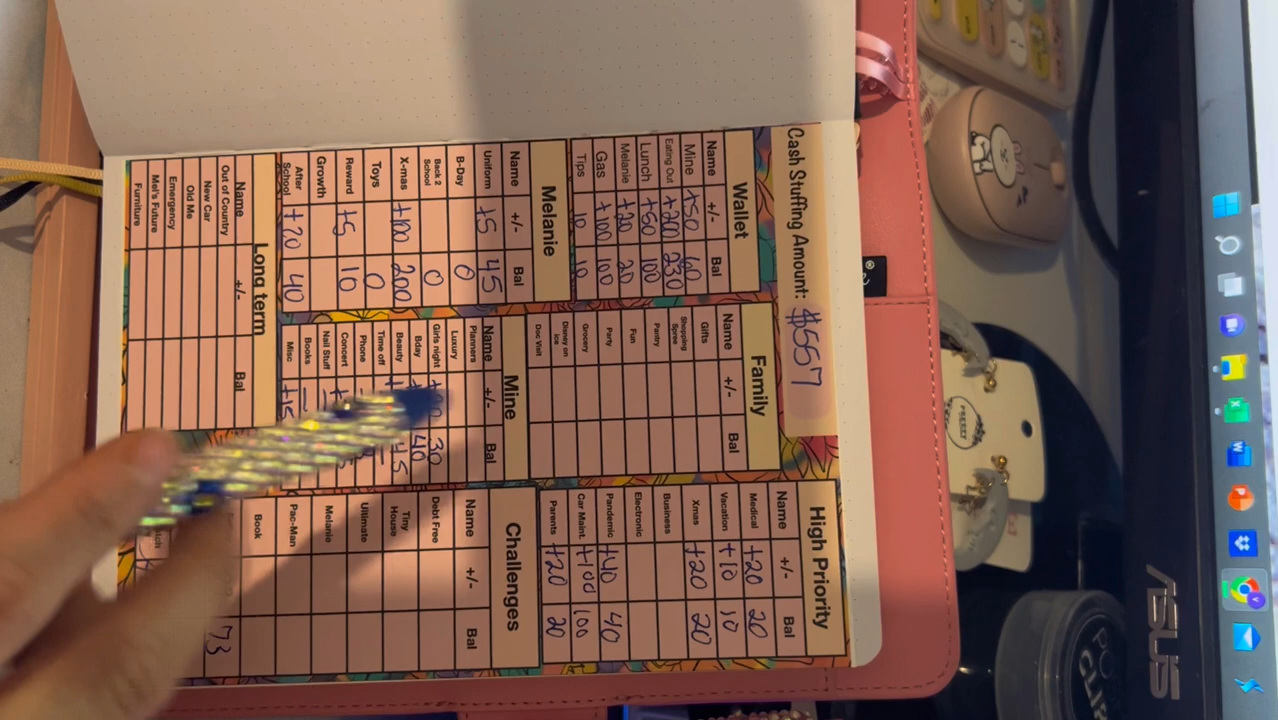 Cash Stuffing Amount: $557
Wallet
Name +/- Bal
Mine +50 60
Eating Out +200 230
Lunch +50 100
Melanie +20 20
Gas +100 100
Tips 10 10
Melanie
Name +/- Bal
Uniform +5 45
B-Day 0
Back 2 School 0
X-mas +100 200
Toys 0
Reward +5 10
Growth
After School +20 40
Long term
Name +/- Bal
Out of Country
New Car
Old Me
Emergency
Mel's Future
Furniture
Family
Name +/- Bal
Gifts
Shopping Spree
Pantry
Fun
Party
Grocery
Disney on ice
Doc Visit
Mine
Name +/- Bal
Planners
Luxury
Girls night 30
Bday 40
Beauty
Time off
Phone
Concert
Nail Stuff
Books
Misc +15
High Priority
Name +/- Bal
Medical +20 20
Vacation +10 10
Xmas +20 20
Business
Electronic
Pandemic +40 40
Car Maint. +100 100
Parents +20 20
Challenges
Name +/- Bal
Debt Free
Tiny House
Ultimate
Melanie
Pac-Man
Book
73
ASUS